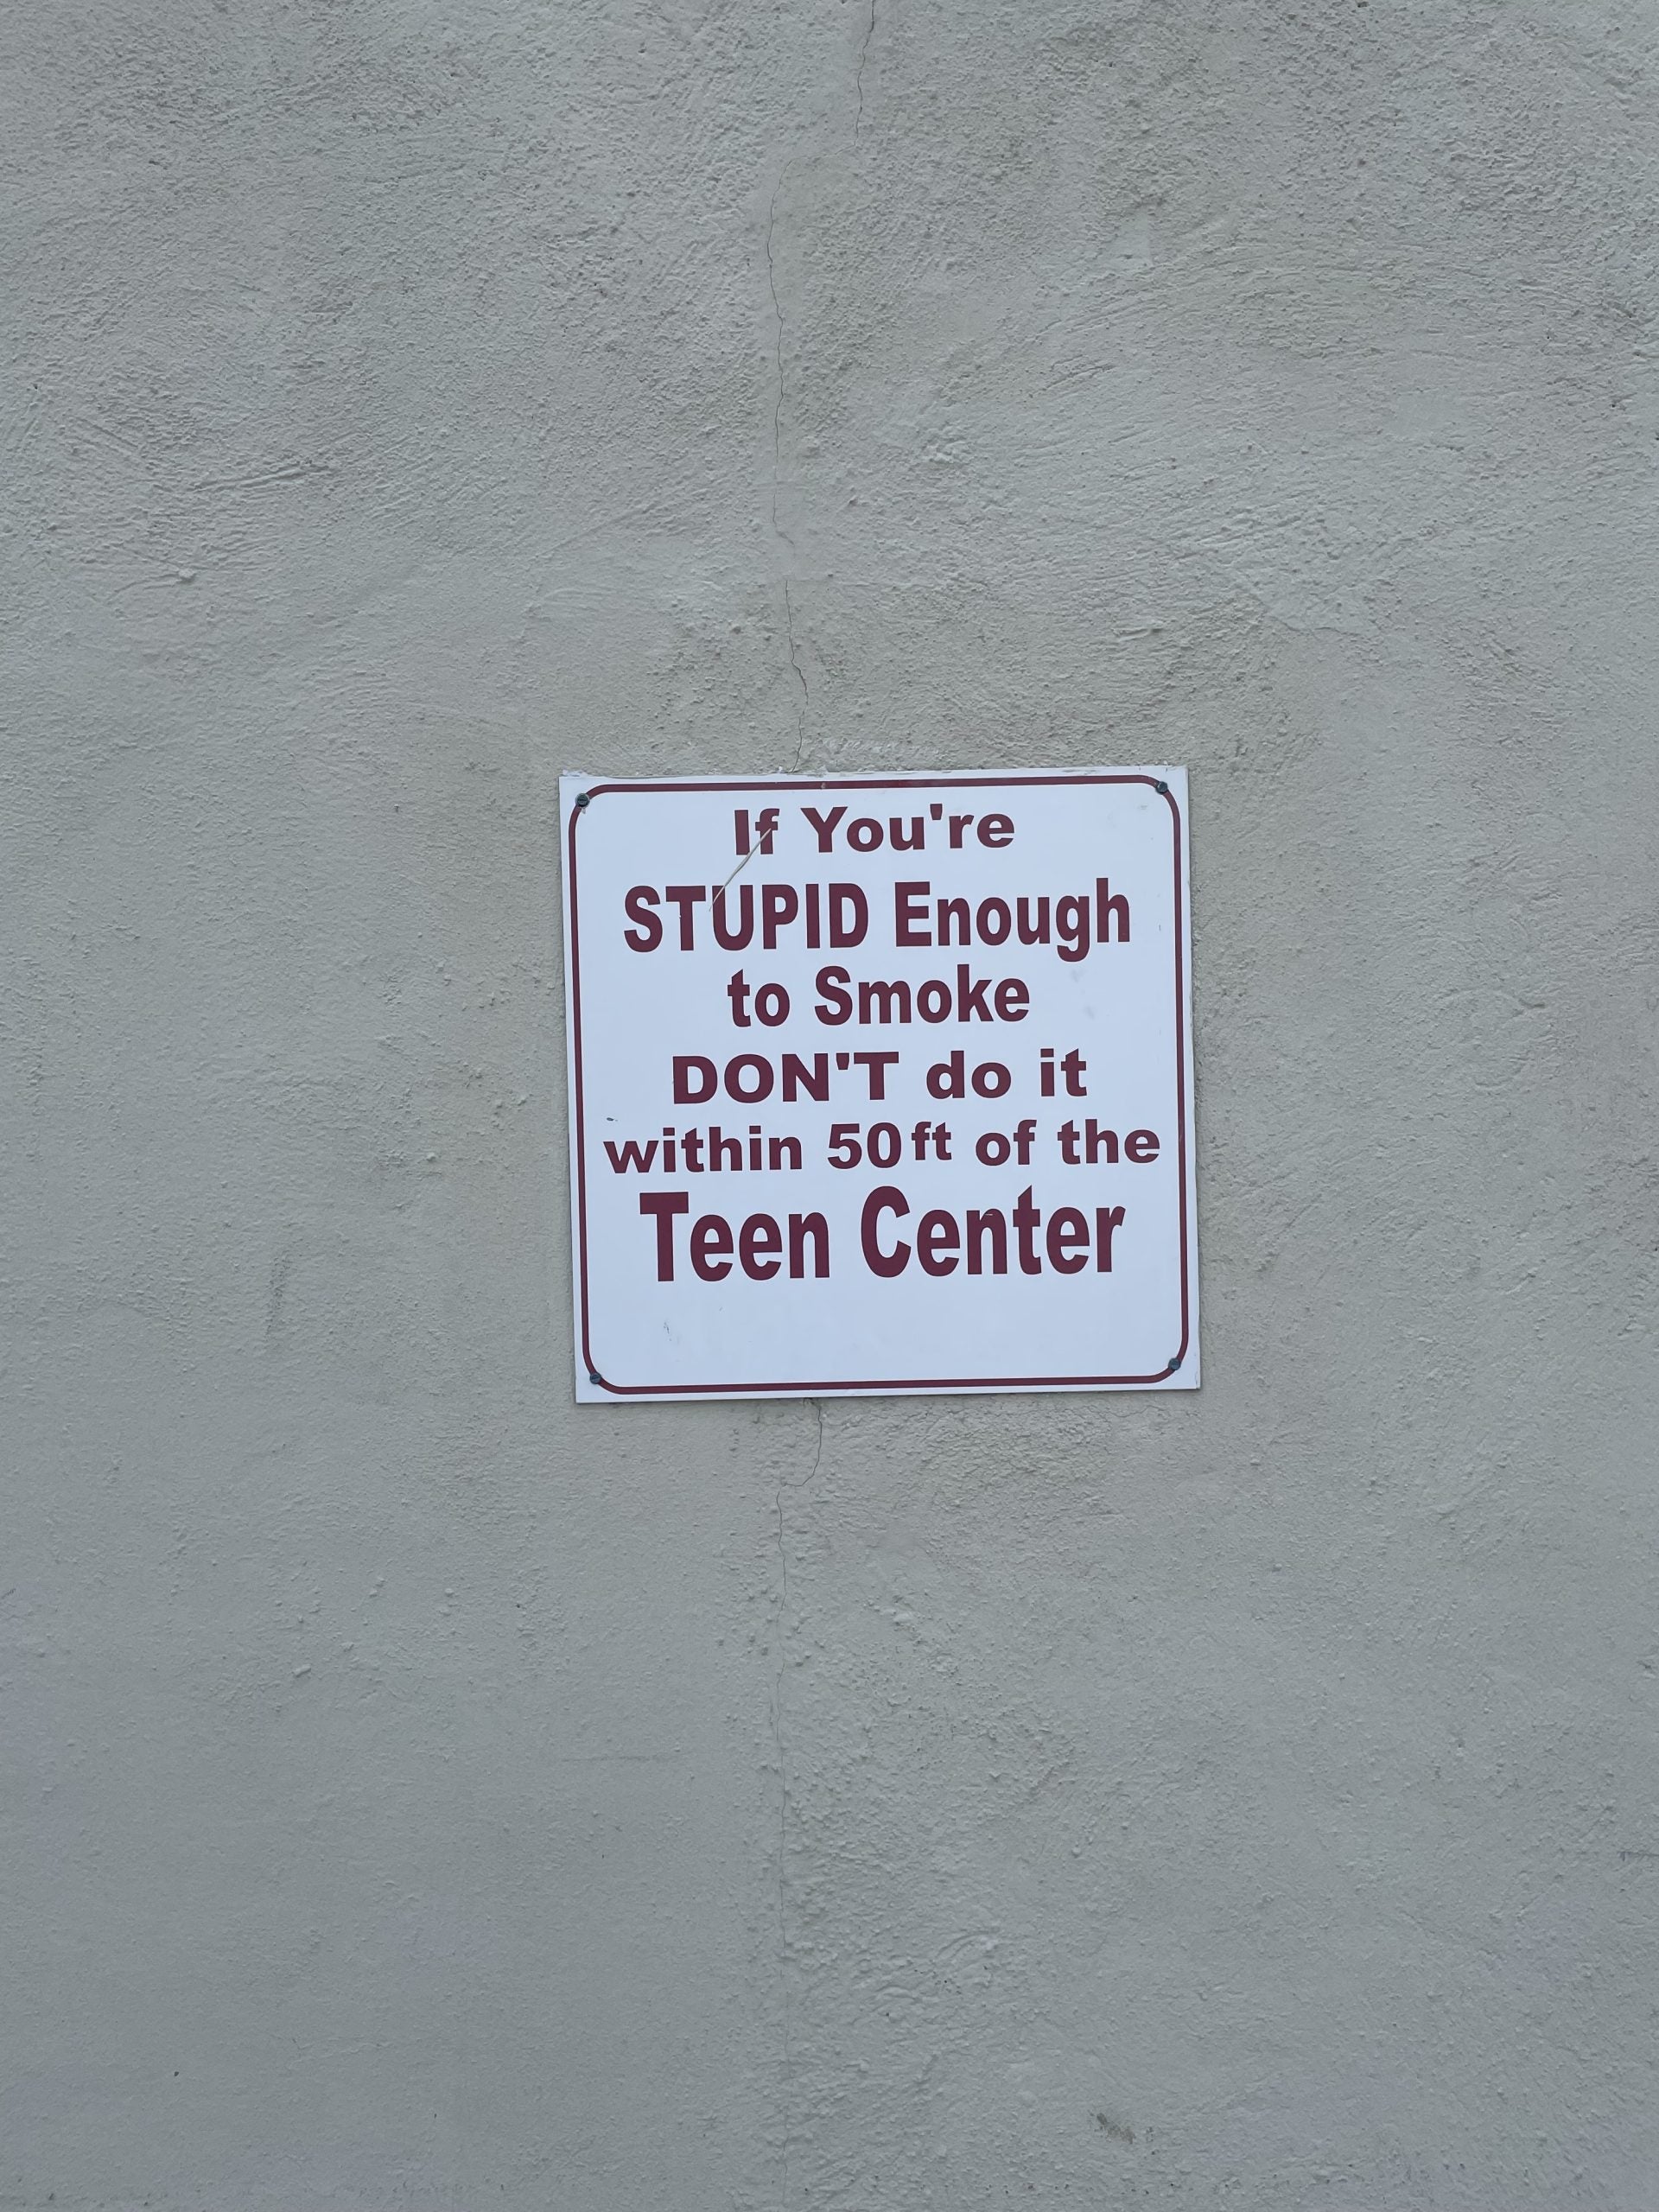 If You're
STUPID Enough
to Smoke
DON'T do it
within 50ft of the
Teen Center